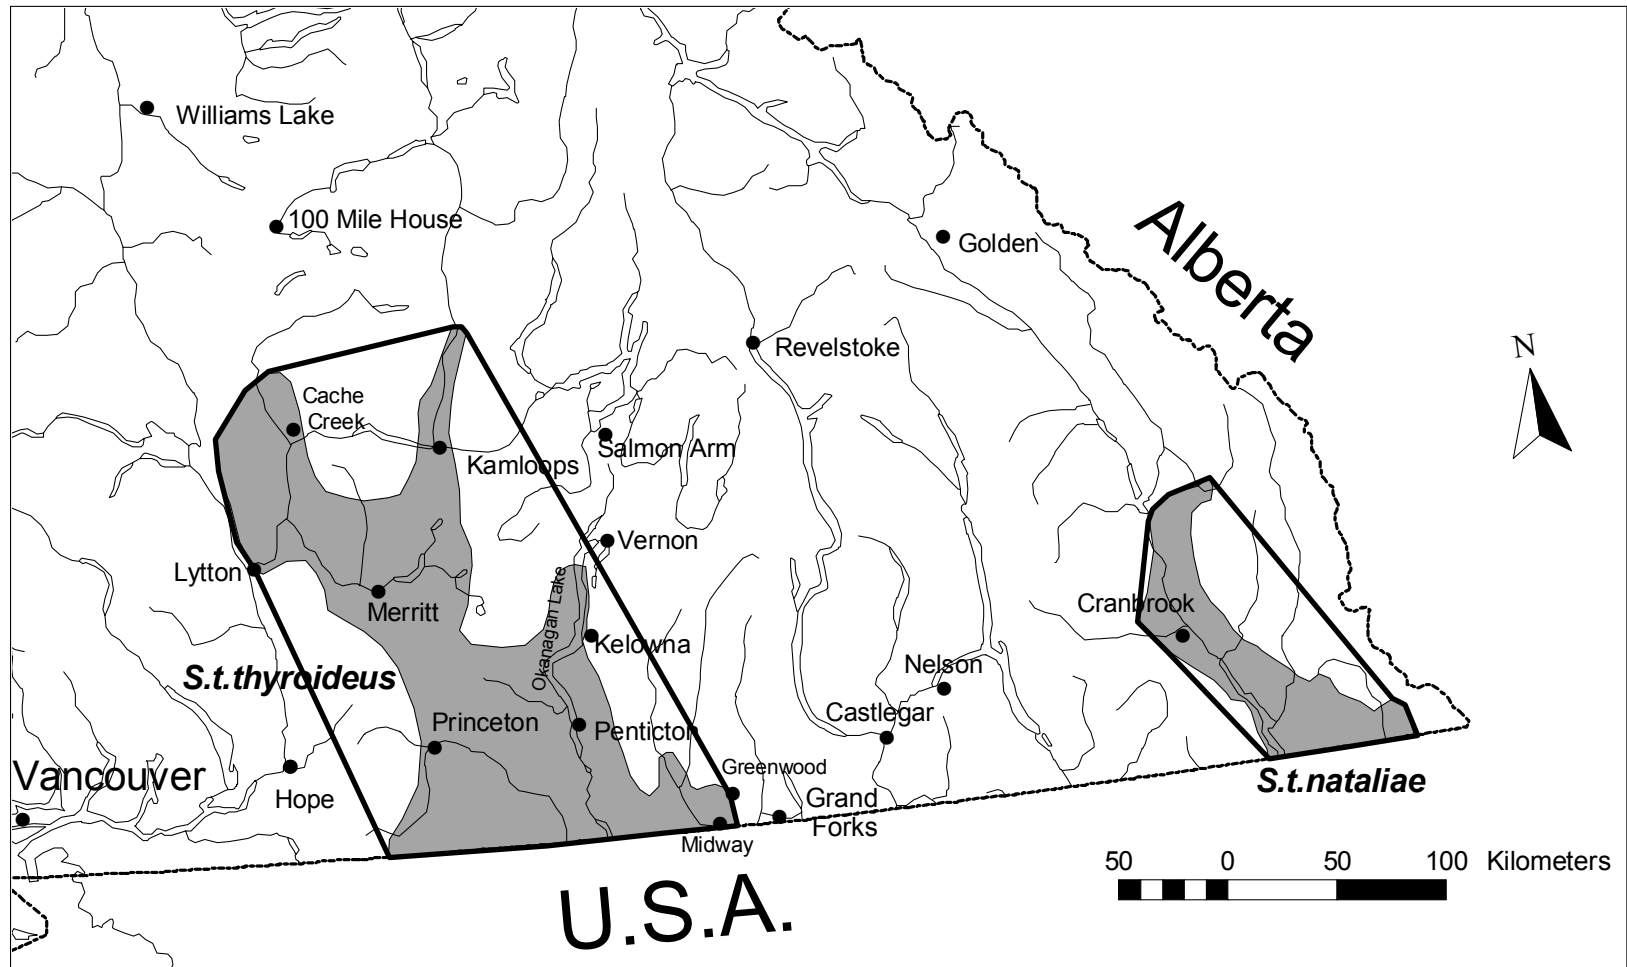 Williams Lake
100 Mile House
Golden
Alberta
N
Revelstoke
Cache
Creek
Salmon Arm
Kamloops
Vernon
Lytton
Okanagan Lake
Merritt
Cranbrook
Kelowna
Nelson
S.t.thyroideus
Castlegar
Princeton
Penticton
Vancouver
Greenwood
S.t.nataliae
Hope
Grand
Forks
Midway
50 0 50 100 Kilometers
U.S.A.